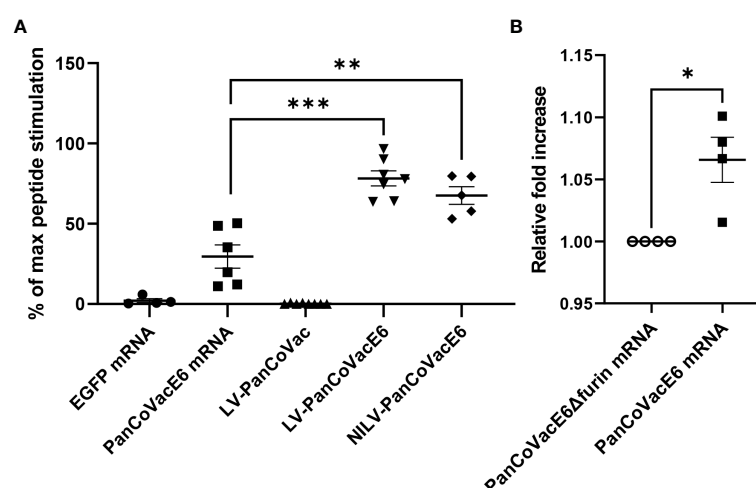 A
% of max peptide stimulation
150
100
50
0
**
***
EGFP mRNA
PanCoVacE6 mRNA
LV-PanCoVac
LV-PanCoVacE6
NILV-PanCoVacE6
B
Relative fold increase
1.15
1.10
1.05
1.00
0.95
*
PanCoVacE6Δfurin mRNA
PanCoVacE6 mRNA